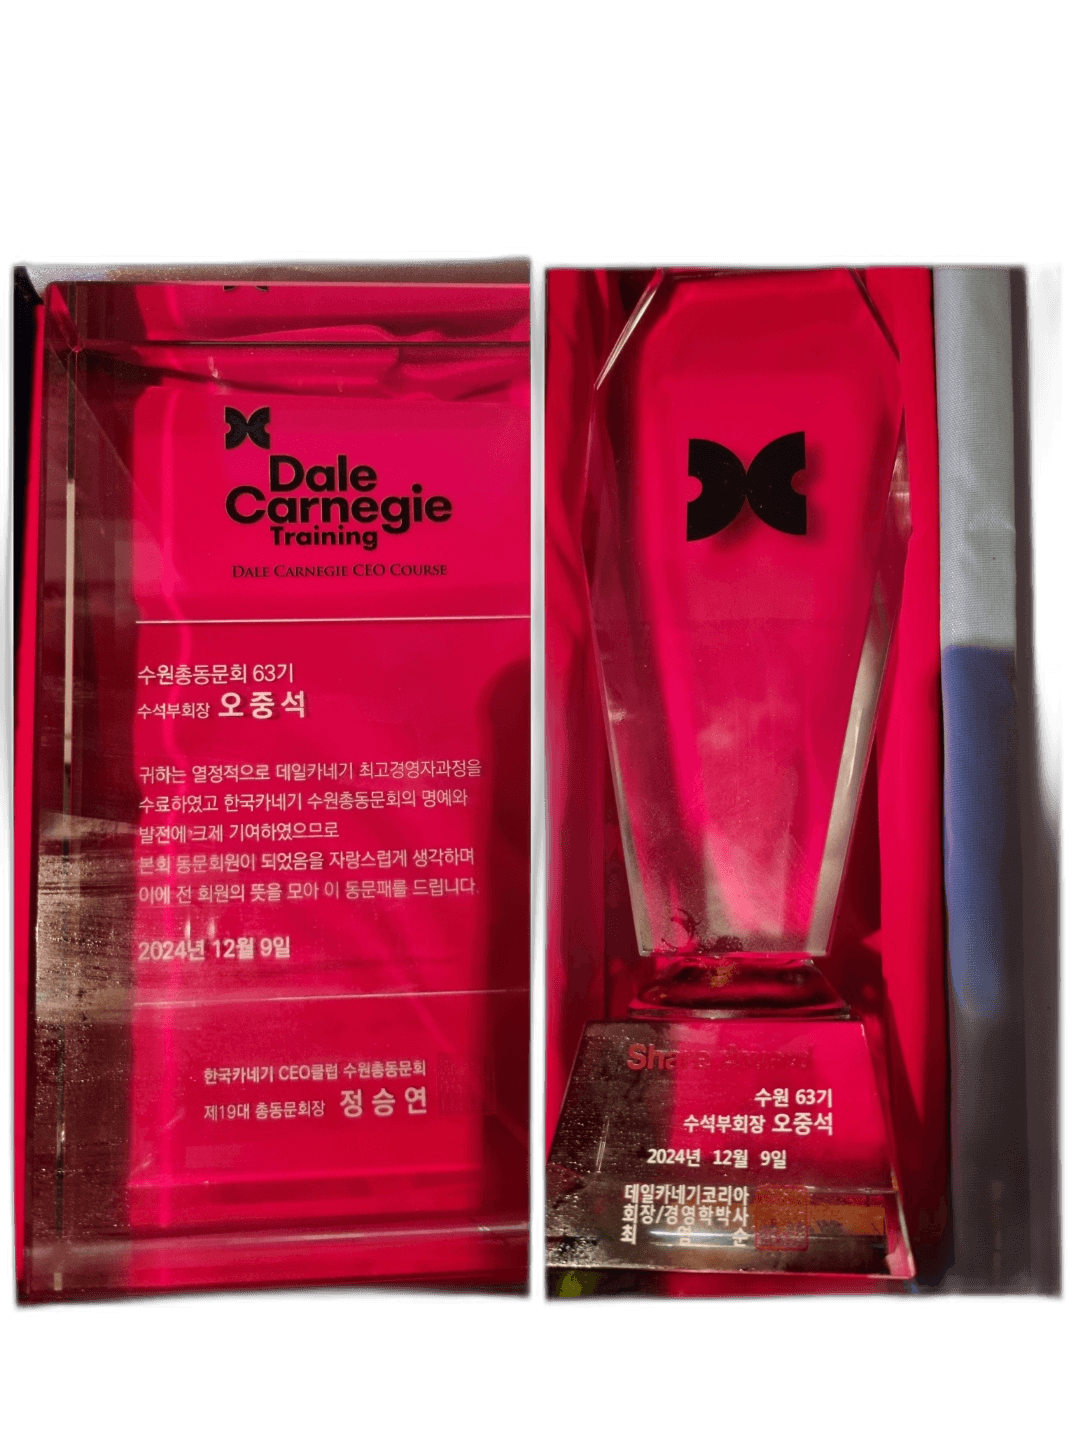 Dale
Carnegie
Training
DALE CARNEGIE CEO COURSE
수원총동문회 63기
수석부회장 오중석
귀하는 열정적으로 데일카네기 최고경영자과정을
수료하였고 한국카네기 수원총동문회의 명예와
발전에 크게 기여하였으므로
본회 동문회원이 되었음을 자랑스럽게 생각하며
이에 전 회원의 뜻을 모아 이 동문패를 드립니다.
2024년 12월 9일
한국카네기 CEO클럽 수원총동문회
제19대 총동문회장 정승연
Share Award
수원 63기
수석부회장 오중석
2024년 12월 9일
데일카네기코리아
회장/경영학박사
최 염 순